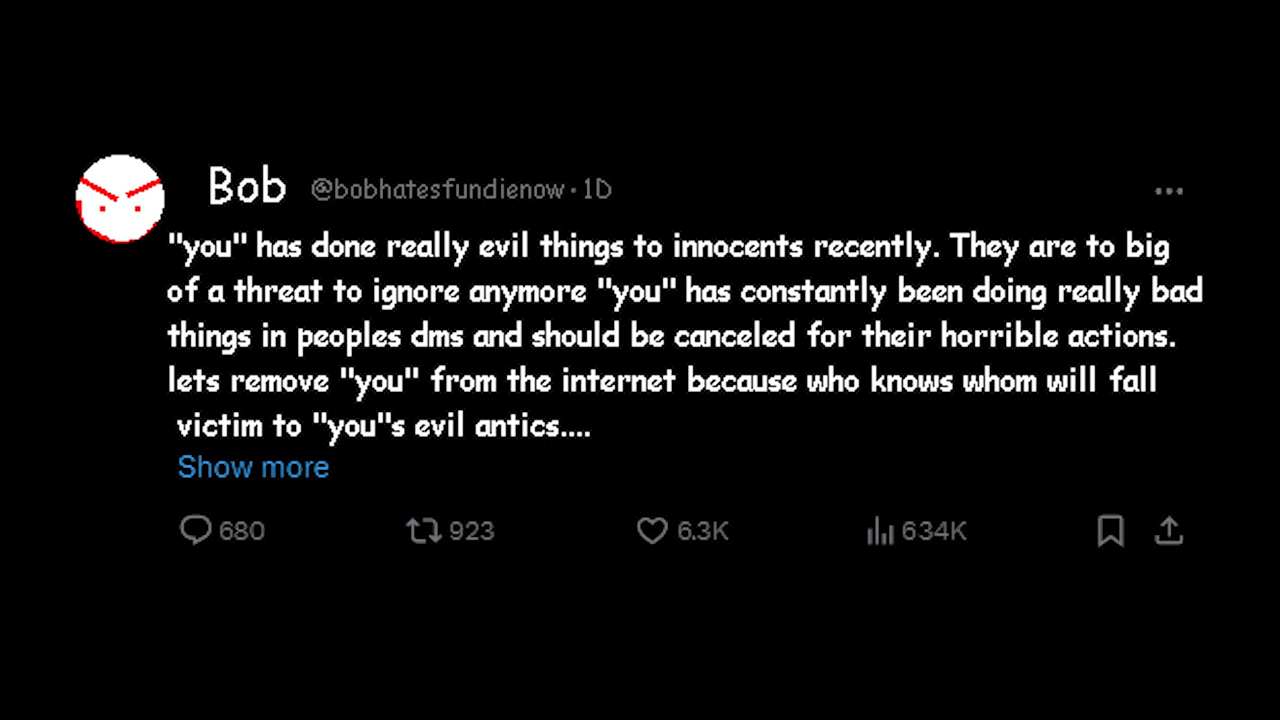 Bob @bobhatesfundienow · 1D
"you" has done really evil things to innocents recently. They are to big
of a threat to ignore anymore "you" has constantly been doing really bad
things in peoples dms and should be canceled for their horrible actions.
lets remove "you" from the internet because who knows whom will fall
victim to "you"s evil antics....
Show more
680 923 6.3K 634K